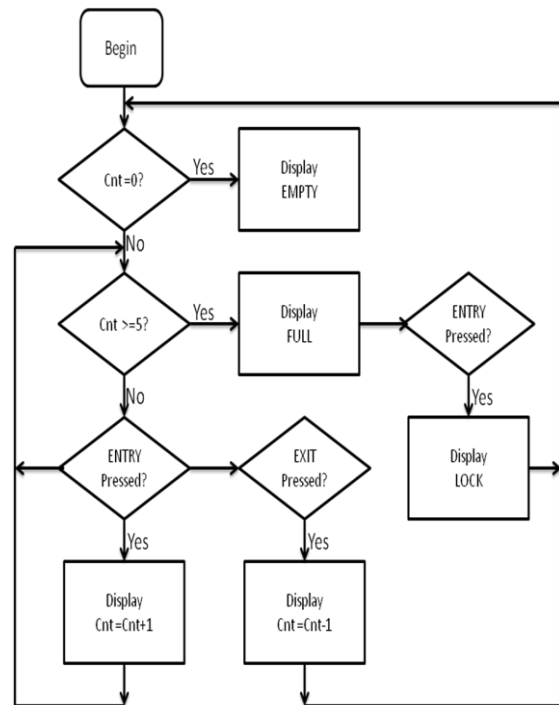 Begin
Cnt=0?
Yes
Display
EMPTY
No
Cnt >=5?
Yes
Display
FULL
ENTRY
Pressed?
No
Yes
ENTRY
Pressed?
EXIT
Pressed?
Display
LOCK
Yes
Yes
Display
Cnt=Cnt+1
Display
Cnt=Cnt-1